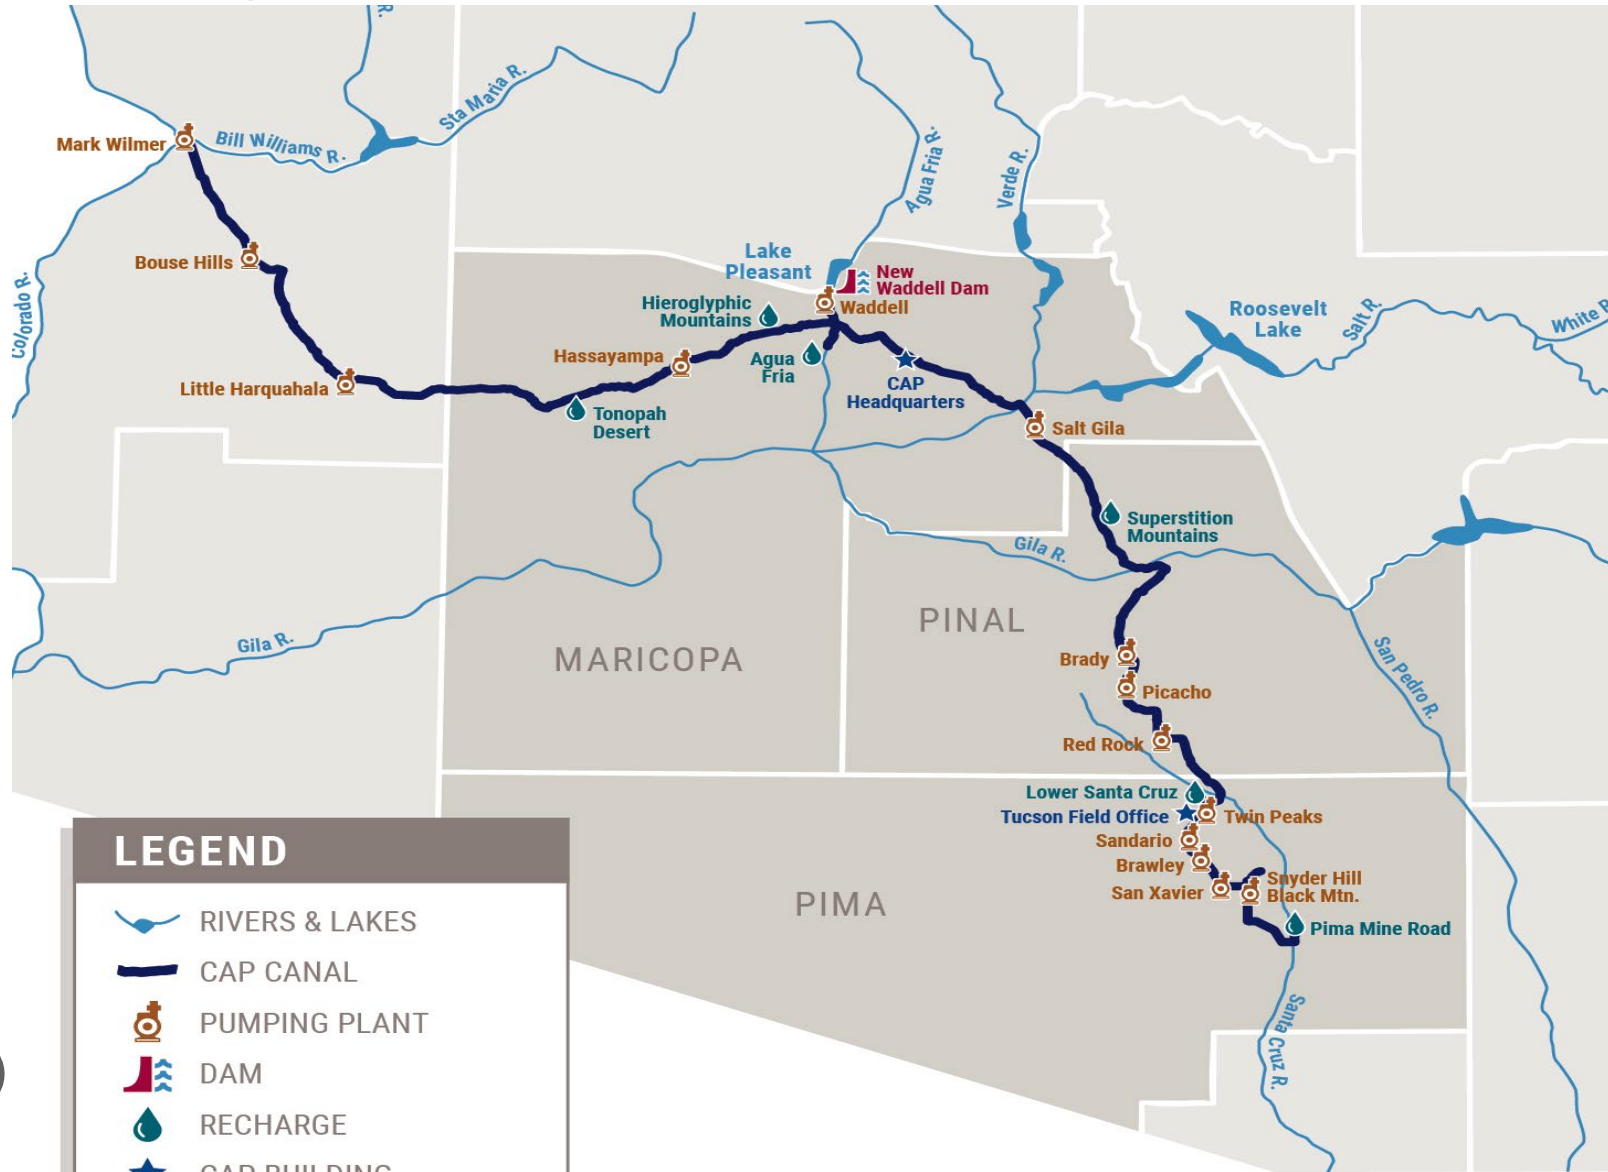 Mark Wilmer
Bill Williams R.
Sta Maria R.
R.
Agua Fria R.
Verde R.
Colorado R.
Bouse Hills
Lake
Pleasant
New
Waddell Dam
Waddell
Hieroglyphic
Mountains
Hassayampa
Agua
Fria
Little Harquahala
Tonopah
Desert
CAP
Headquarters
Roosevelt
Lake
Salt R.
White R
Salt Gila
Superstition
Mountains
Gila R.
Gila R.
PINAL
MARICOPA
Brady
Picacho
Red Rock
San Pedro R.
Lower Santa Cruz
Tucson Field Office
Twin Peaks
Sandario
Brawley
San Xavier
Snyder Hill
Black Mtn.
PIMA
Pima Mine Road
Santa Cruz R.
LEGEND
RIVERS & LAKES
CAP CANAL
PUMPING PLANT
DAM
RECHARGE
CAP BUILDING